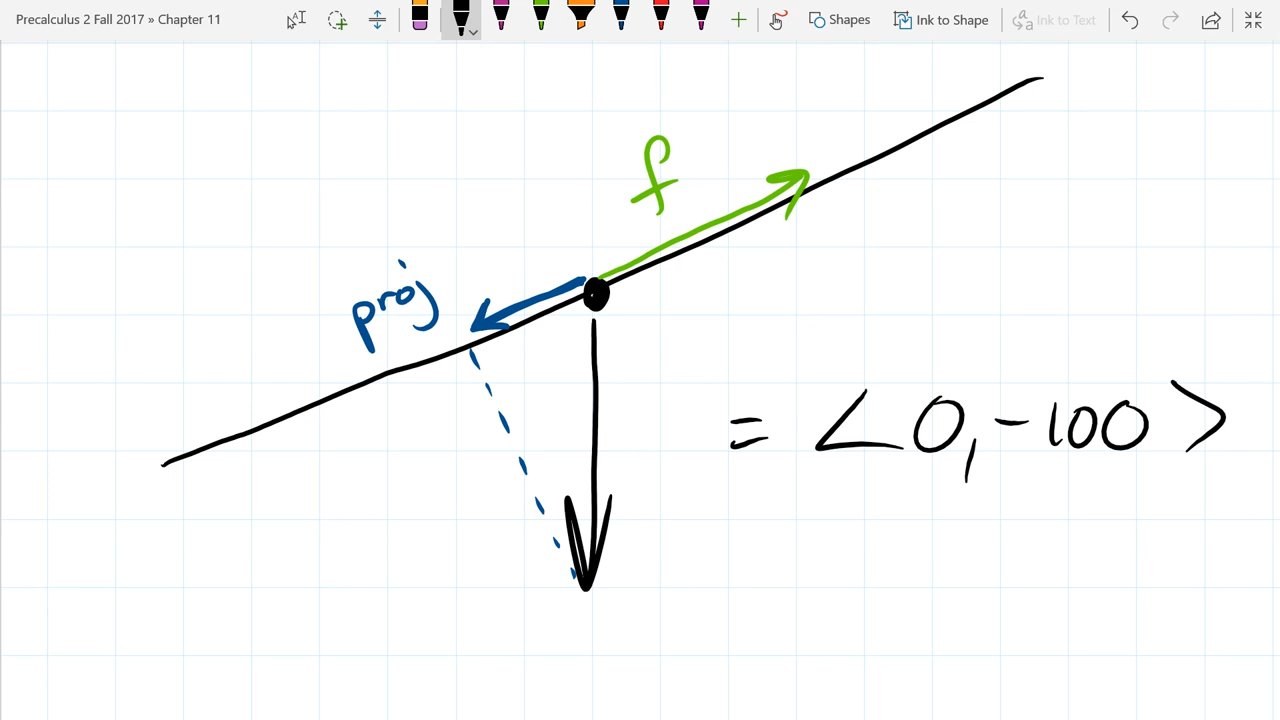 Precalculus 2 Fall 2017 » Chapter 11
Shapes
Ink to Shape
Ink to Text
f
proj
= <0,-100>